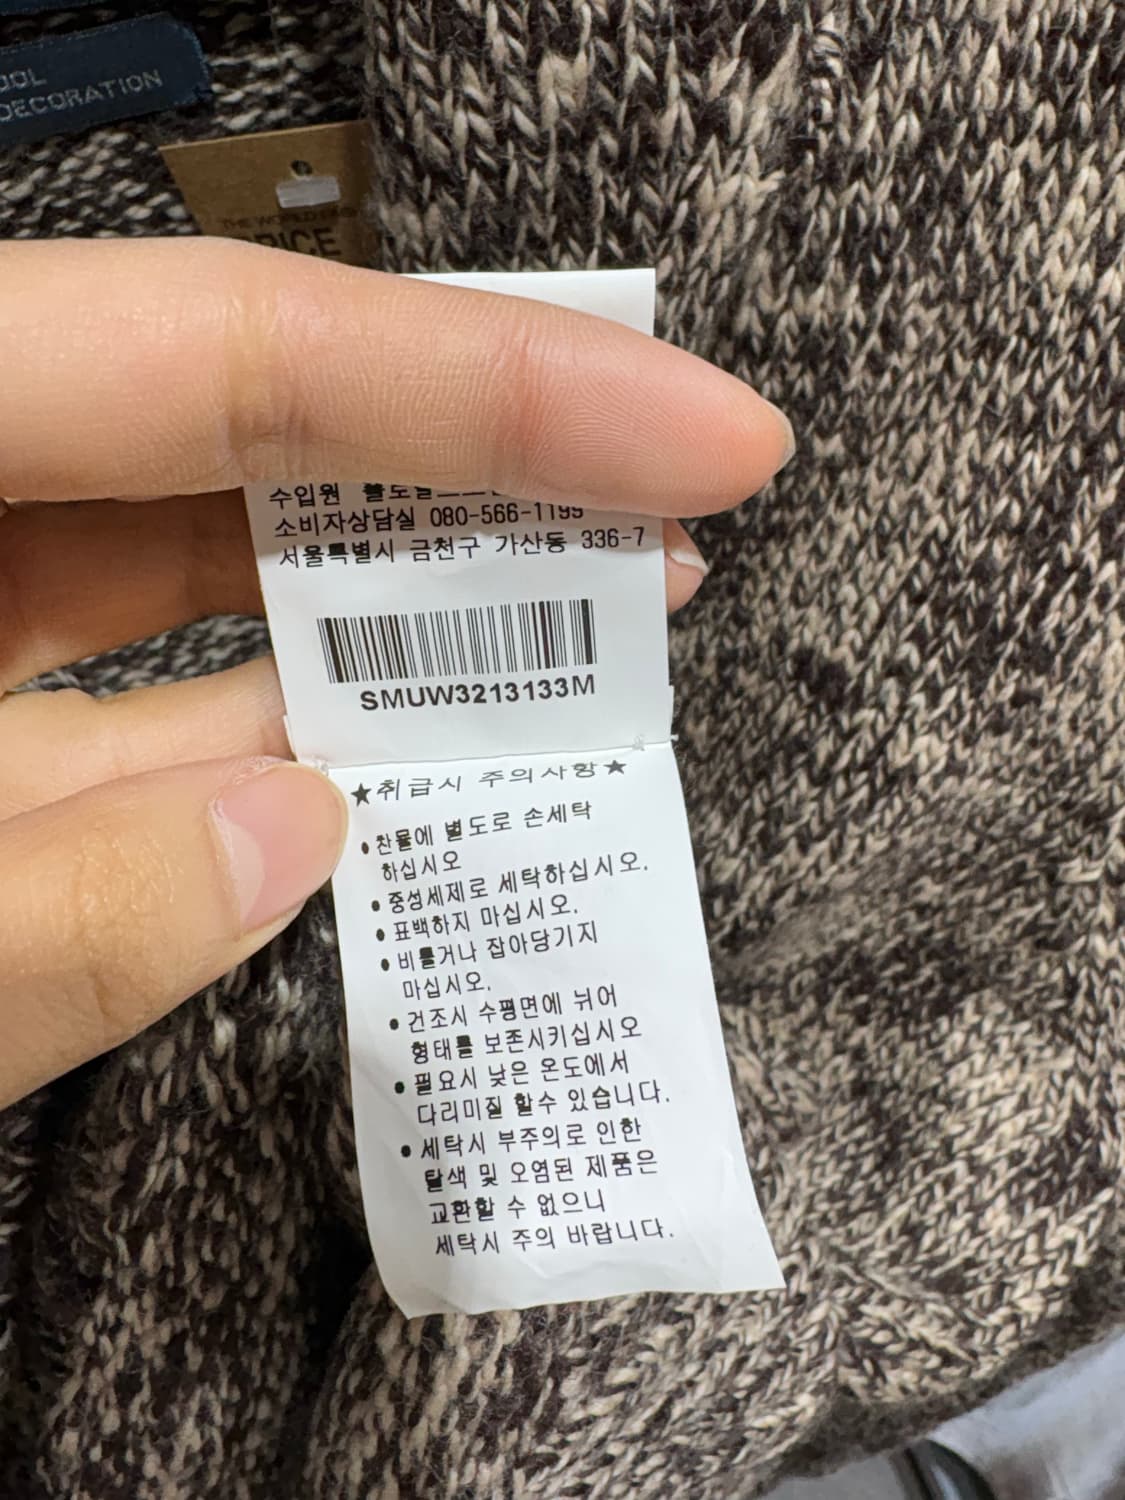 DECORATION
THE WORLD
수입원
소비자상담실 080-566-1199
서울특별시 금천구 가산동 336-7
SMUW3213133M
★취급시 주의사항★
● 찬물에 별도로 손세탁
하십시오
● 중성세제로 세탁하십시오.
● 표백하지 마십시오.
● 비틀거나 잡아당기지
마십시오.
● 건조시 수평면에 뉘어
형태를 보존시키십시오
● 필요시 낮은 온도에서
다리미질 할수 있습니다.
● 세탁시 부주의로 인한
탈색 및 오염된 제품은
교환할 수 없으니
세탁시 주의 바랍니다.